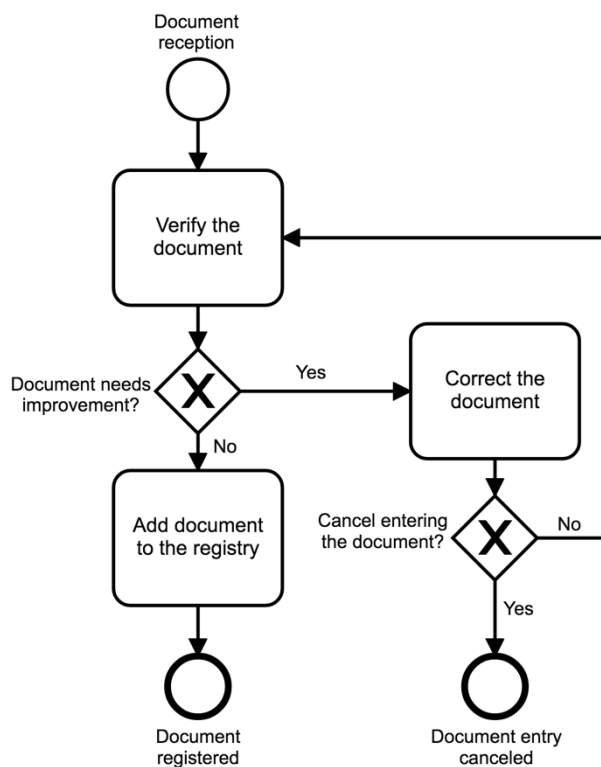 Document
reception
Verify the
document
Document needs
improvement?
X
Yes
No
Correct the
document
Add document
to the registry
Cancel entering
the document?
X
No
Yes
Document
registered
Document entry
canceled